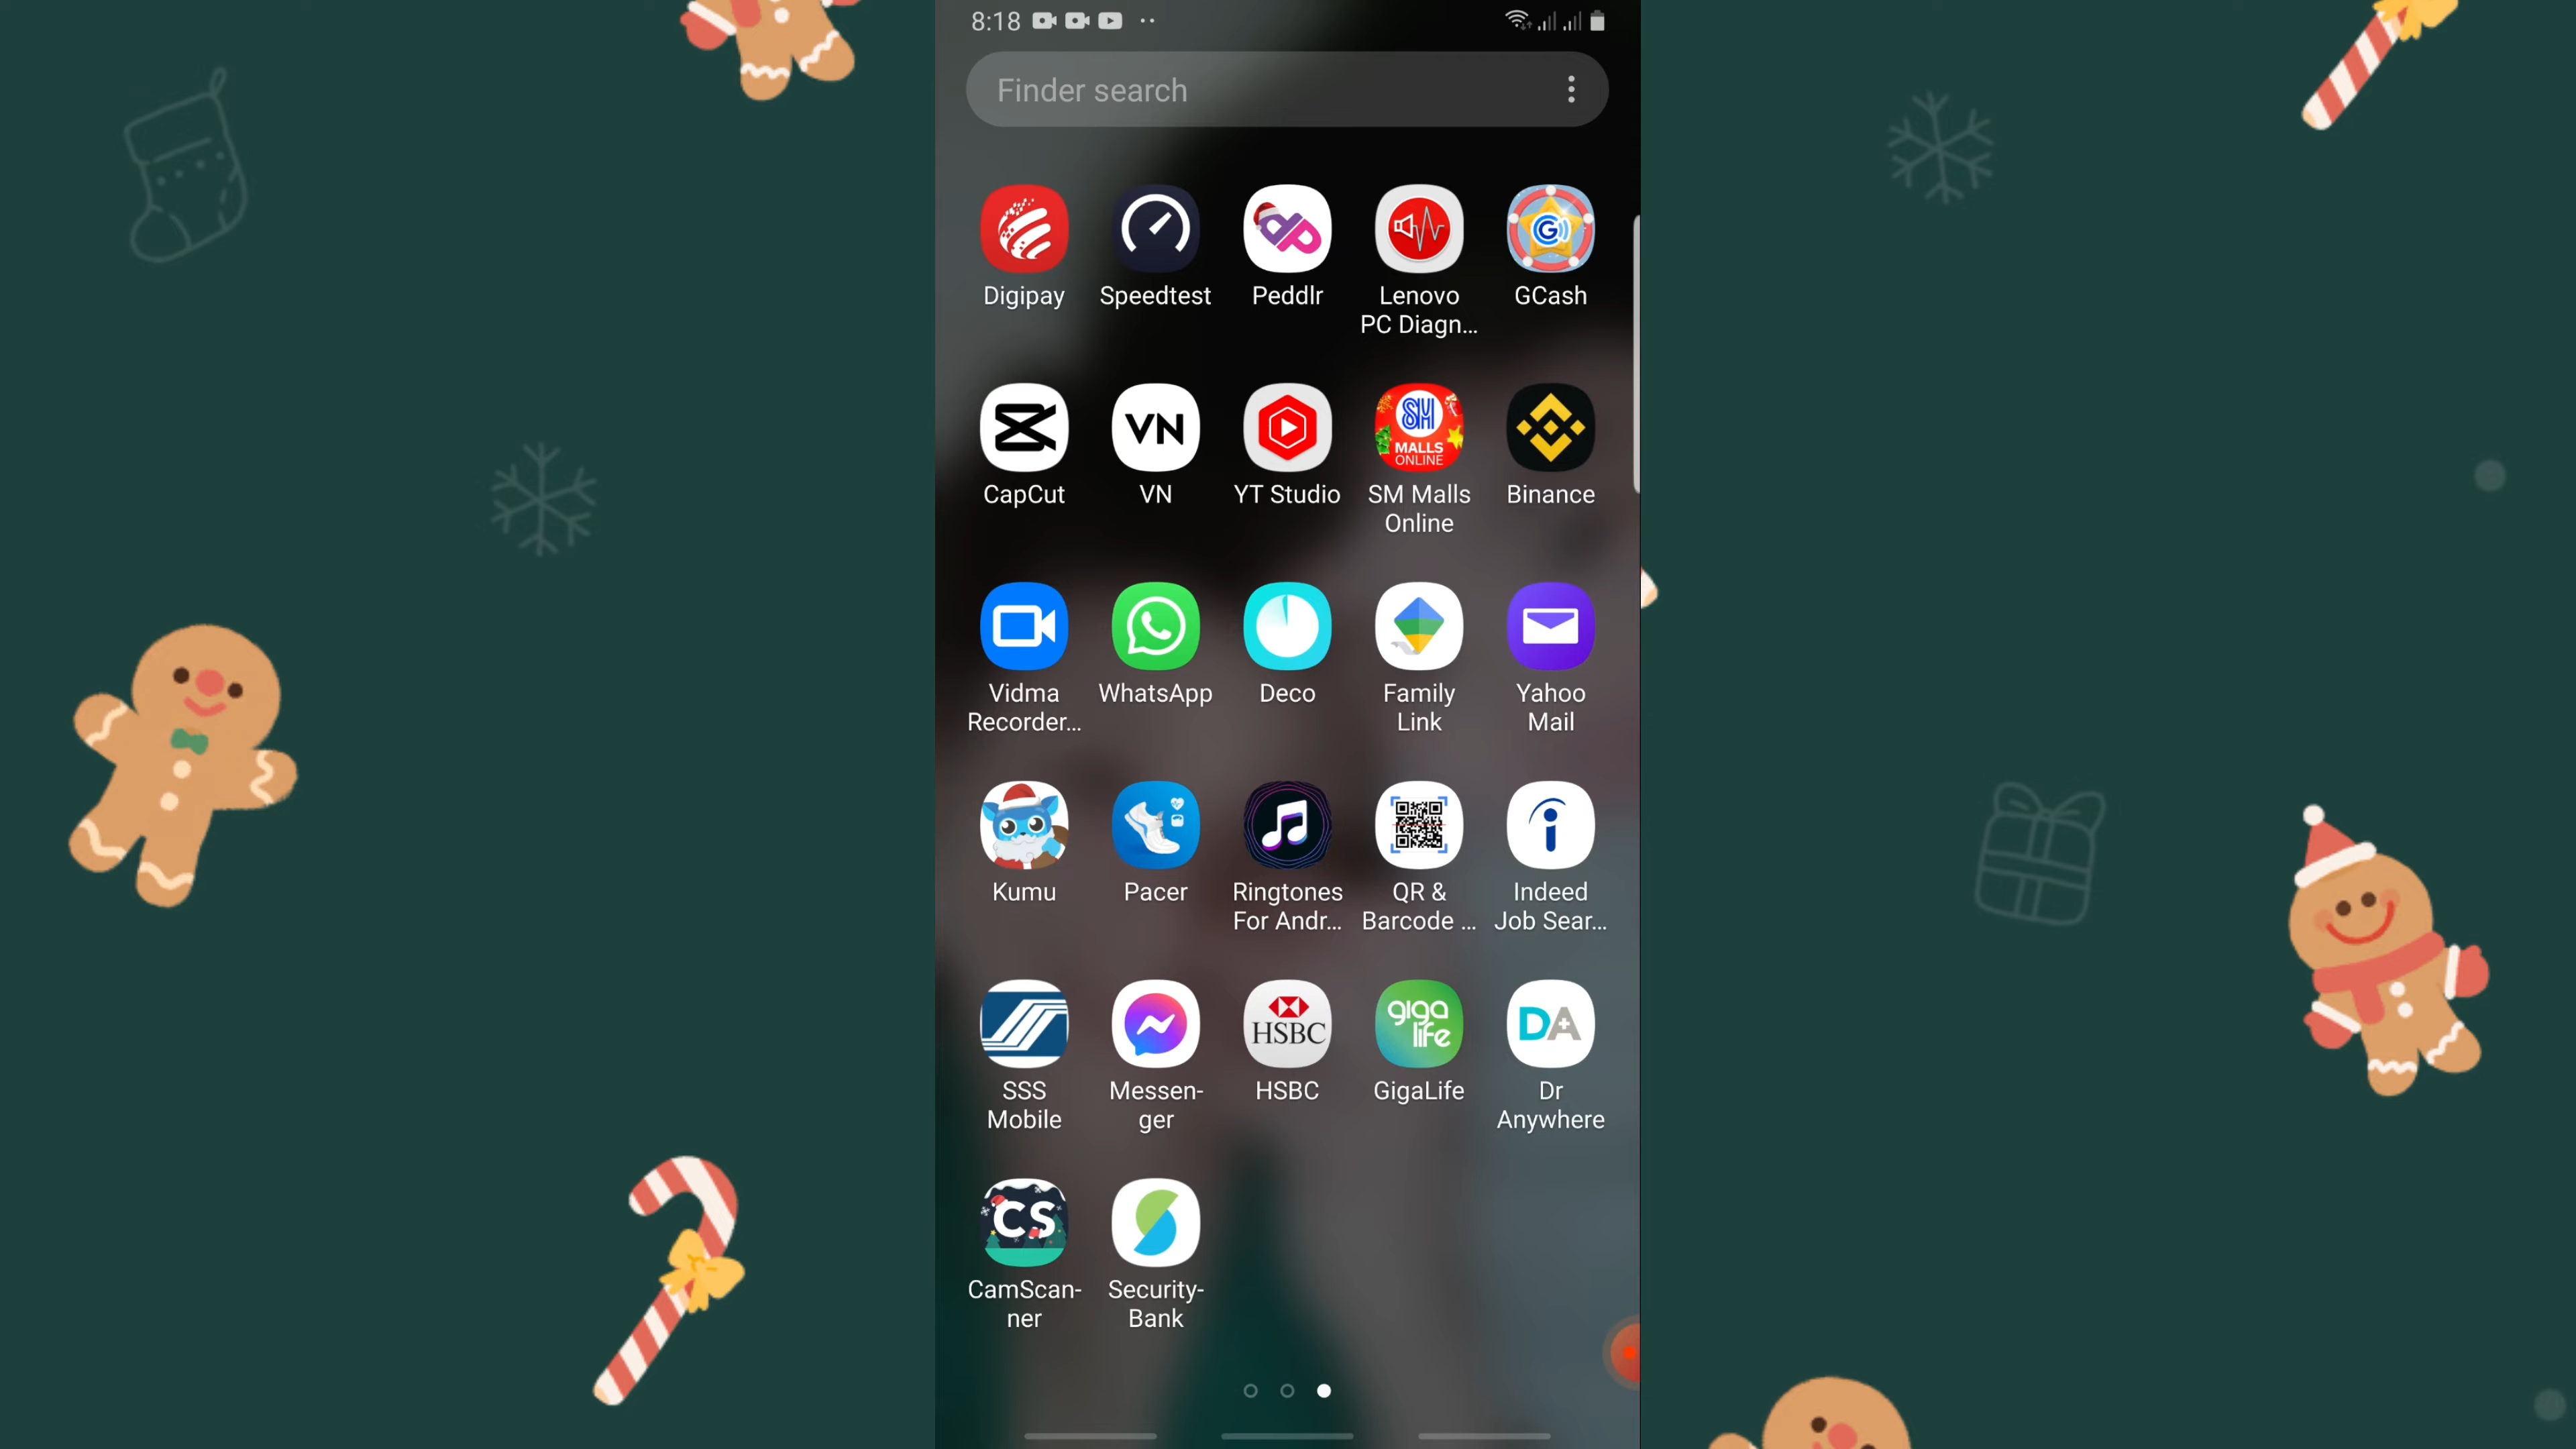 8:18
Finder search
Digipay Speedtest Peddlr Lenovo PC Diagn... GCash
SM
MALLS
ONLINE
VN
CapCut VN YT Studio SM Malls Online Binance
Vidma Recorder... WhatsApp Deco Family Link Yahoo Mail
Kumu Pacer Ringtones For Andr... QR & Barcode ... Indeed Job Sear...
HSBC
giga
life
DA
SSS Mobile Messen-ger HSBC GigaLife Dr Anywhere
CS
CamScan-ner Security-Bank